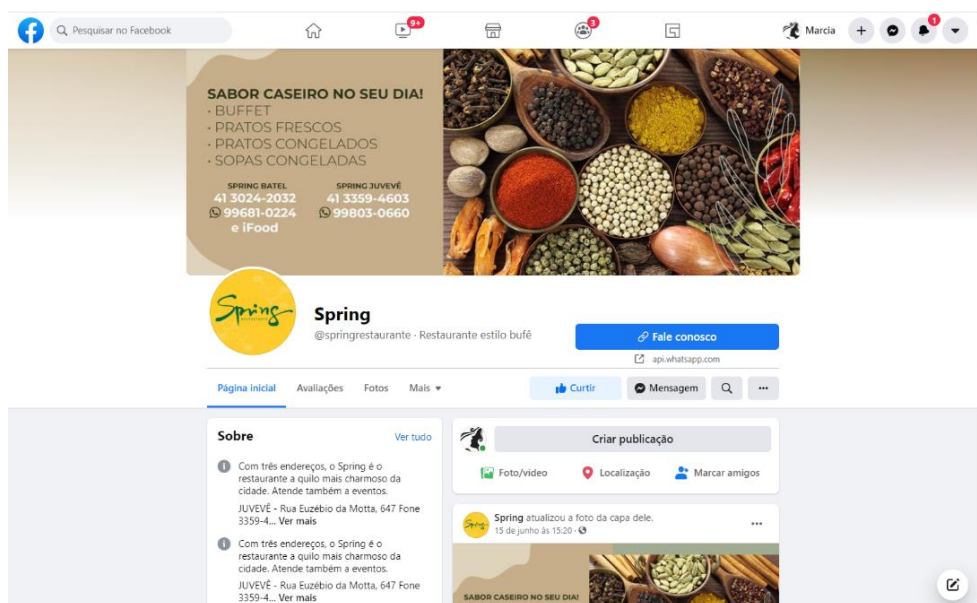 Pesquisar no Facebook
9+
3
Marcia
1
SABOR CASEIRO NO SEU DIA!
· BUFFET
· PRATOS FRESCOS
· PRATOS CONGELADOS
· SOPAS CONGELADAS
SPRING BATEL
41 3024-2032
99681-0224
e iFood
SPRING JUVEVÊ
41 3359-4603
99803-0660
Spring
Spring
@springrestaurante · Restaurante estilo bufê
Fale conosco
api.whatsapp.com
Página inicial Avaliações Fotos Mais
Curtir Mensagem
Sobre Ver tudo
Com três endereços, o Spring é o
restaurante a quilo mais charmoso da
cidade. Atende também a eventos.
JUVEVÊ - Rua Euzébio da Motta, 647 Fone
3359-4... Ver mais
Com três endereços, o Spring é o
restaurante a quilo mais charmoso da
cidade. Atende também a eventos.
JUVEVÊ - Rua Euzébio da Motta, 647 Fone
3359-4... Ver mais
Criar publicação
Foto/vídeo Localização Marcar amigos
Spring
Spring atualizou a foto da capa dele.
15 de junho às 15:20 ·
SABOR CASEIRO NO SEU DIA!